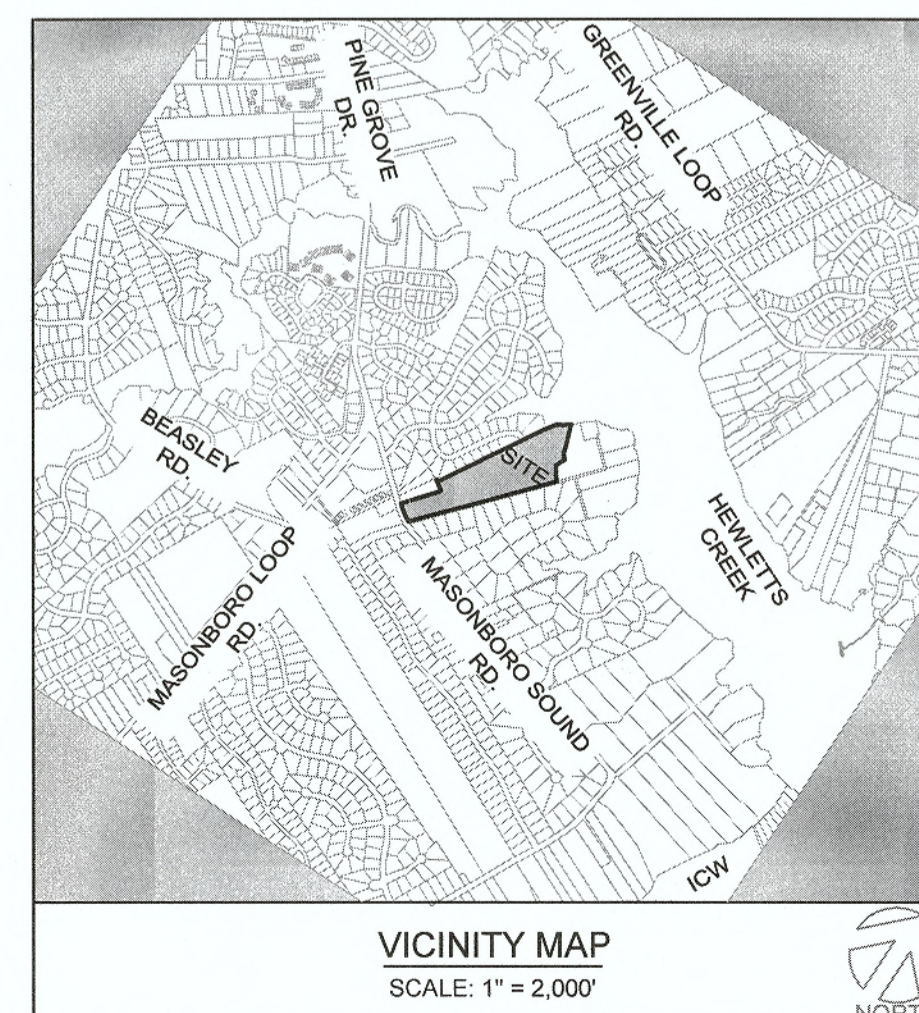 PINE GROVE
DR.
GREENVILLE LOOP
RD.
BEASLEY
RD.
SITE
HEWLETTS
CREEK
MASONBORO LOOP
RD.
MASONBORO SOUND
RD.
ICW
VICINITY MAP
SCALE: 1" = 2,000'
NORT